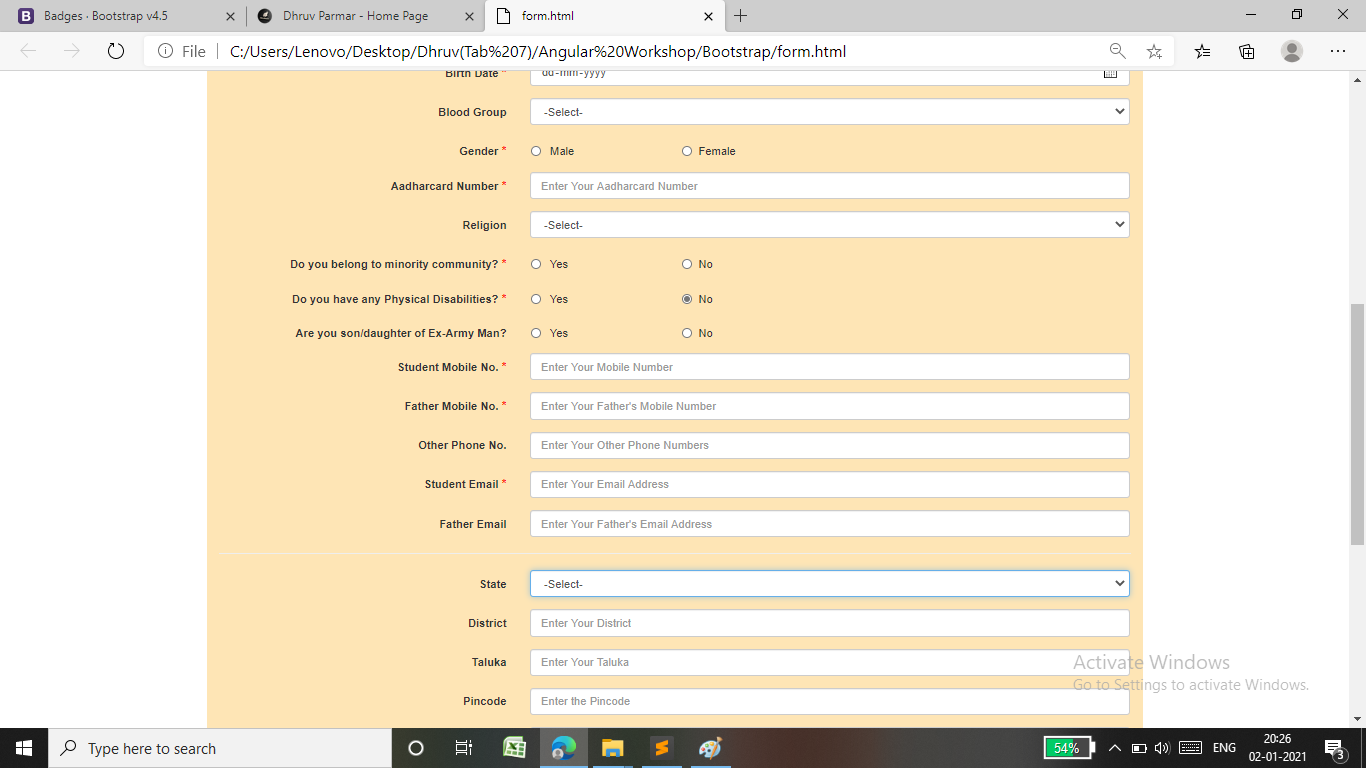 B Badges · Bootstrap v4.5
Dhruv Parmar - Home Page
form.html
File C:/Users/Lenovo/Desktop/Dhruv(Tab%207)/Angular%20Workshop/Bootstrap/form.html
Birth Date * dd-mm-yyyy
Blood Group -Select-
Gender * Male Female
Aadharcard Number * Enter Your Aadharcard Number
Religion -Select-
Do you belong to minority community? * Yes No
Do you have any Physical Disabilities? * Yes No
Are you son/daughter of Ex-Army Man? Yes No
Student Mobile No. * Enter Your Mobile Number
Father Mobile No. * Enter Your Father's Mobile Number
Other Phone No. Enter Your Other Phone Numbers
Student Email * Enter Your Email Address
Father Email Enter Your Father's Email Address
State -Select-
District Enter Your District
Taluka Enter Your Taluka
Pincode Enter the Pincode
Activate Windows
Go to Settings to activate Windows.
Type here to search
54%
ENG
20:26
02-01-2021
3